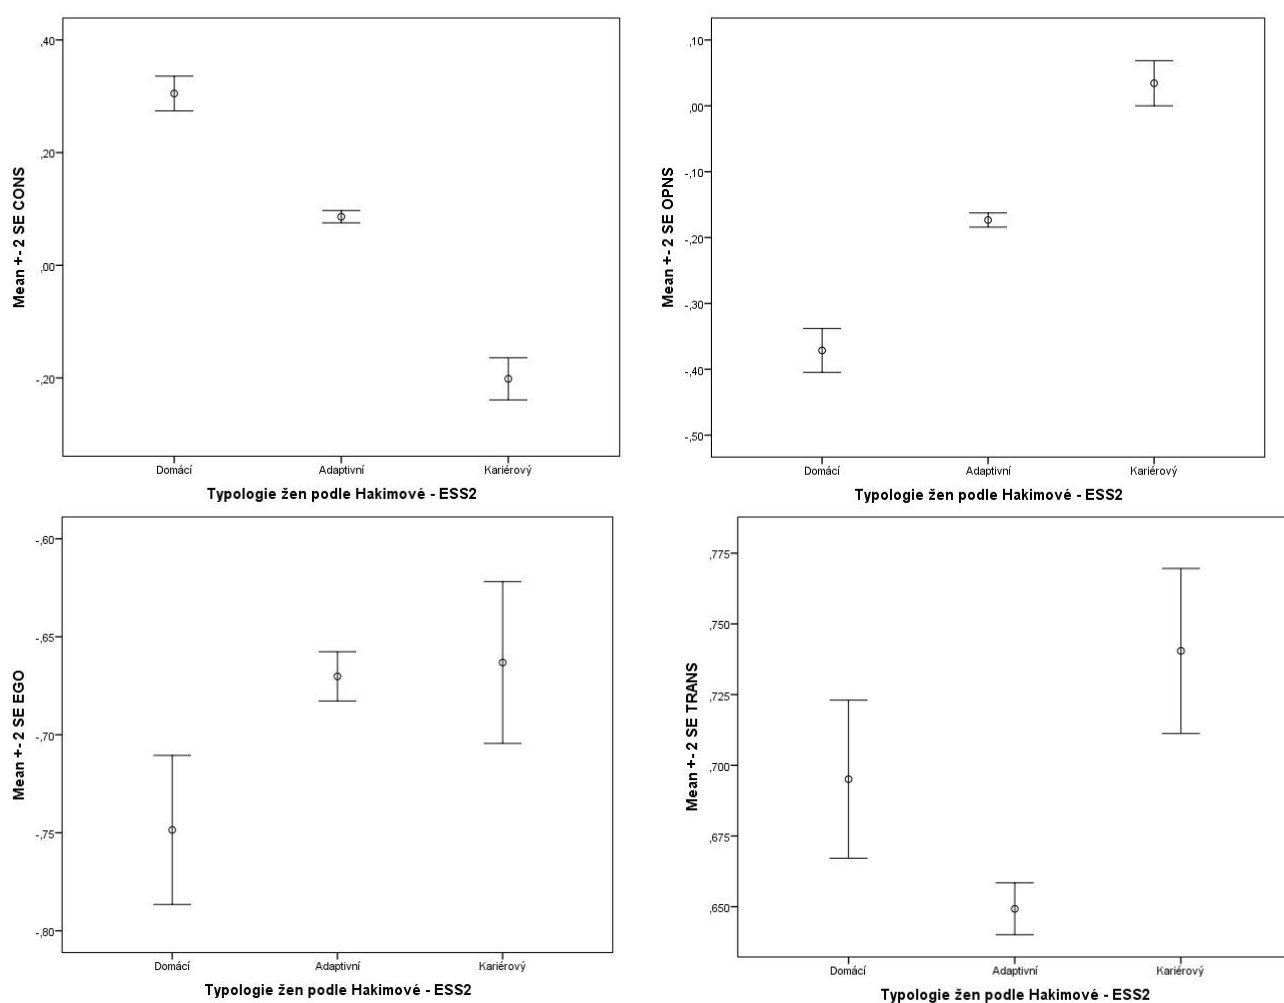 Mean +- 2 SE CONS
,40
,20
,00
-,20
Domácí Adaptivní Kariérový
Typologie žen podle Hakimové - ESS2
Mean +- 2 SE OPNS
,10
,00
-,10
-,20
-,30
-,40
-,50
Domácí Adaptivní Kariérový
Typologie žen podle Hakimové - ESS2
Mean +- 2 SE EGO
-,60
-,65
-,70
-,75
-,80
Domácí Adaptivní Kariérový
Typologie žen podle Hakimové - ESS2
Mean +- 2 SE TRANS
,775
,750
,725
,700
,675
,650
Domácí Adaptivní Kariérový
Typologie žen podle Hakimové - ESS2